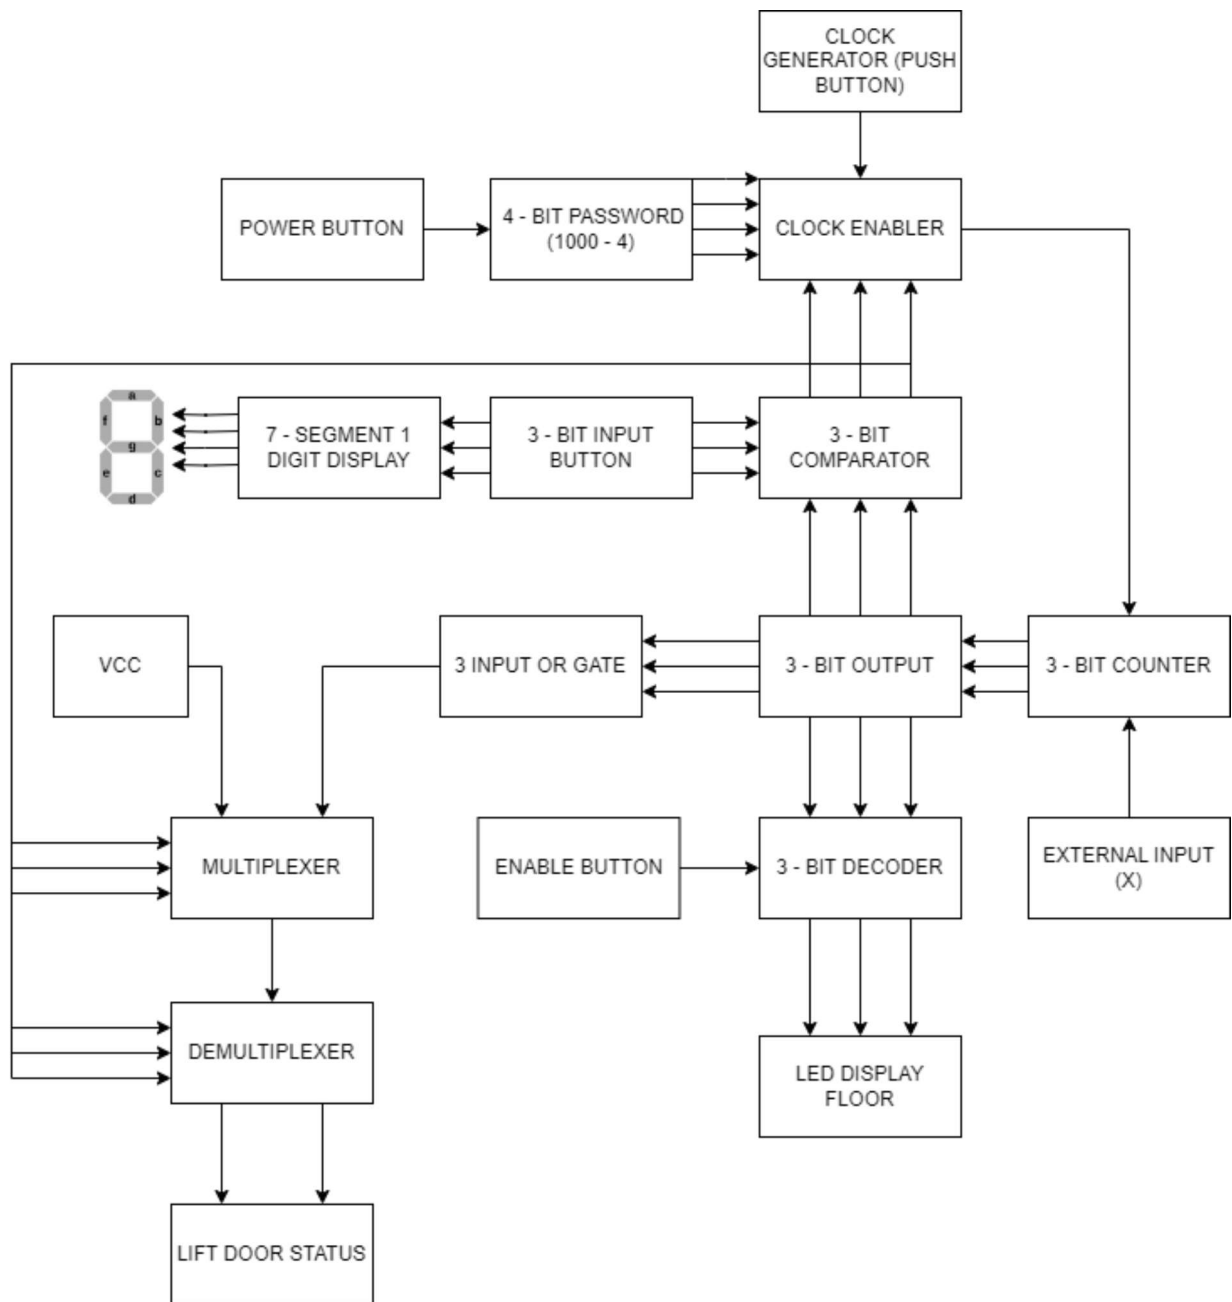 CLOCK
GENERATOR (PUSH
BUTTON)
POWER BUTTON
4 - BIT PASSWORD
(1000 - 4)
CLOCK ENABLER
a
f
b
g
e
c
d
7 - SEGMENT 1
DIGIT DISPLAY
3 - BIT INPUT
BUTTON
3 - BIT
COMPARATOR
VCC
3 INPUT OR GATE
3 - BIT OUTPUT
3 - BIT COUNTER
MULTIPLEXER
ENABLE BUTTON
3 - BIT DECODER
EXTERNAL INPUT
(X)
DEMULTIPLEXER
LED DISPLAY
FLOOR
LIFT DOOR STATUS